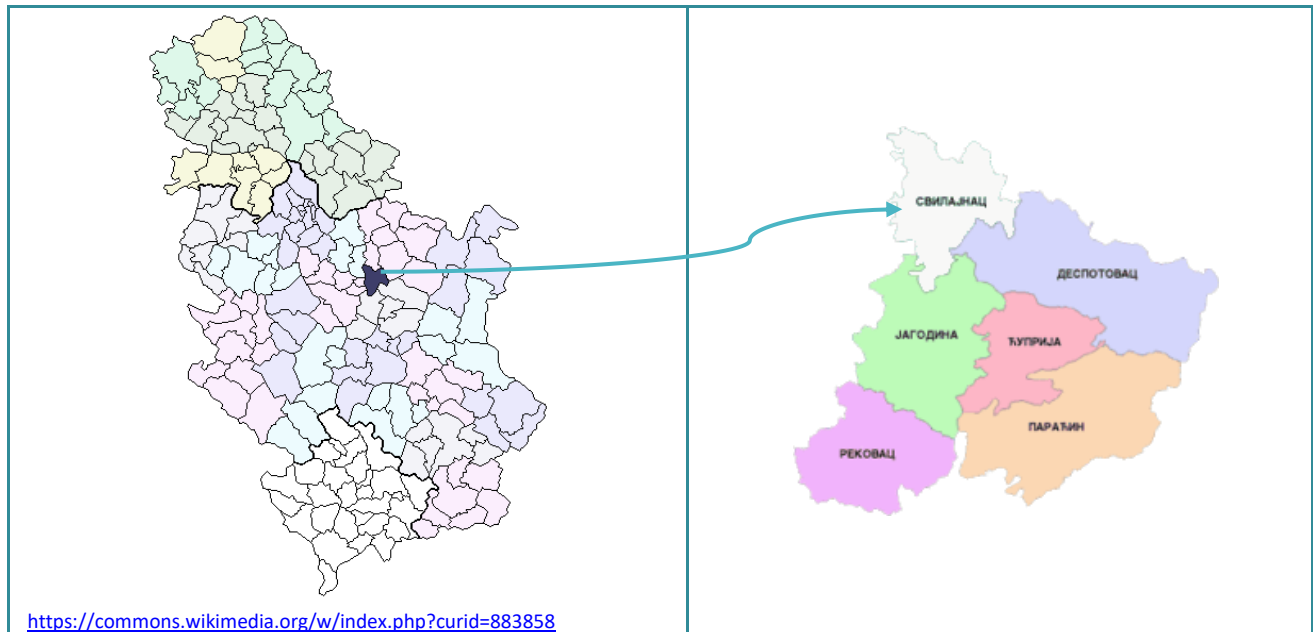 СВИЛАЈНАЦ
ДЕСПОТОВАЦ
ЈАГОДИНА
ЋУПРИЈА
ПАРАЋИН
РЕКОВАЦ
https://commons.wikimedia.org/w/index.php?curid=883858